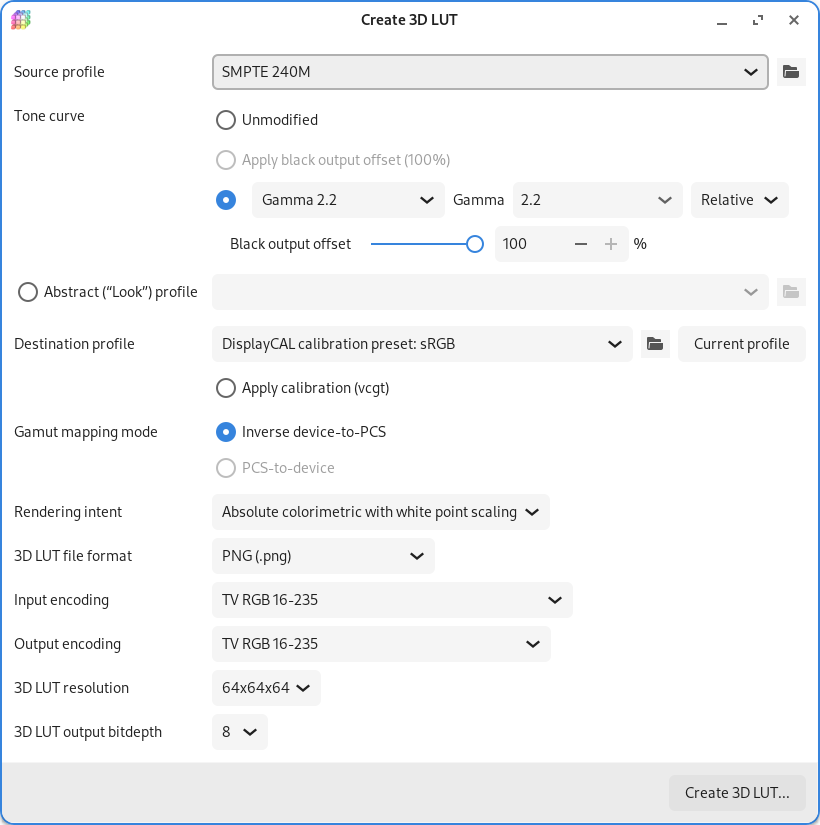 Create 3D LUT
Source profile SMPTE 240M
Tone curve Unmodified
Apply black output offset (100%)
Gamma 2.2 Gamma 2.2 Relative
Black output offset 100 − + %
Abstract (“Look”) profile
Destination profile DisplayCAL calibration preset: sRGB Current profile
Apply calibration (vcgt)
Gamut mapping mode Inverse device-to-PCS
PCS-to-device
Rendering intent Absolute colorimetric with white point scaling
3D LUT file format PNG (.png)
Input encoding TV RGB 16-235
Output encoding TV RGB 16-235
3D LUT resolution 64x64x64
3D LUT output bitdepth 8
Create 3D LUT...